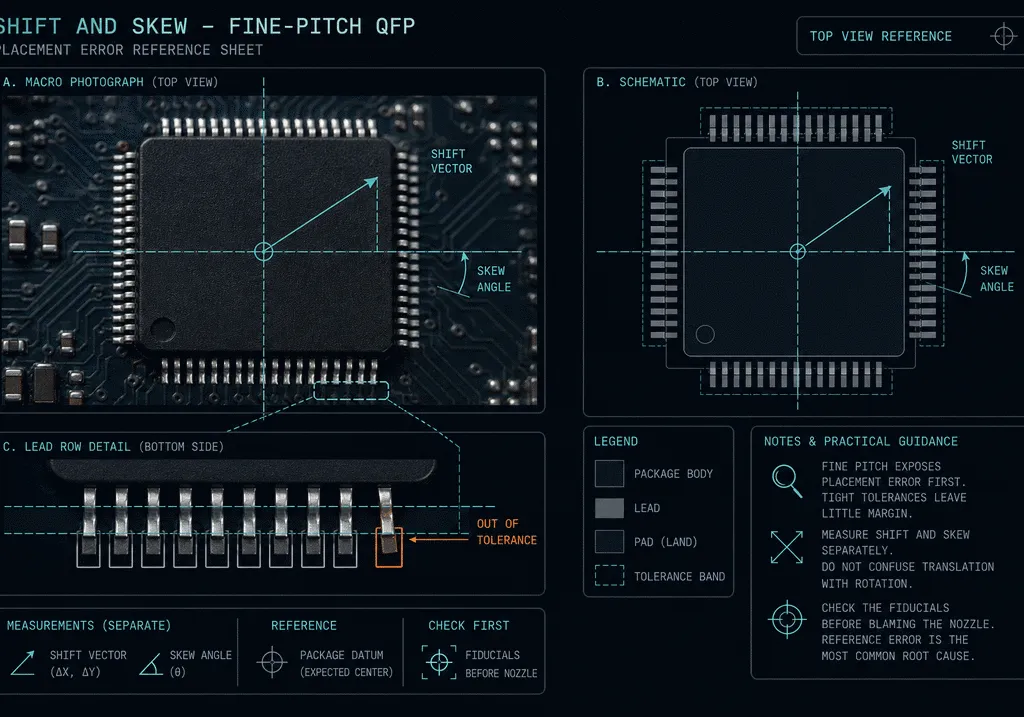 SHIFT AND SKEW – FINE-PITCH QFP
PLACEMENT ERROR REFERENCE SHEET
TOP VIEW REFERENCE
A. MACRO PHOTOGRAPH (TOP VIEW)
SHIFT
VECTOR
SKEW
ANGLE
B. SCHEMATIC (TOP VIEW)
SHIFT
VECTOR
SKEW
ANGLE
C. LEAD ROW DETAIL (BOTTOM SIDE)
OUT OF
TOLERANCE
LEGEND
PACKAGE BODY
LEAD
PAD (LAND)
TOLERANCE BAND
NOTES & PRACTICAL GUIDANCE
FINE PITCH EXPOSES
PLACEMENT ERROR FIRST.
TIGHT TOLERANCES LEAVE
LITTLE MARGIN.
MEASURE SHIFT AND SKEW
SEPARATELY.
DO NOT CONFUSE TRANSLATION
WITH ROTATION.
CHECK THE FIDUCIALS
BEFORE BLAMING THE NOZZLE.
REFERENCE ERROR IS THE
MOST COMMON ROOT CAUSE.
MEASUREMENTS (SEPARATE)
SHIFT VECTOR
(ΔX, ΔY)
SKEW ANGLE
(θ)
REFERENCE
PACKAGE DATUM
(EXPECTED CENTER)
CHECK FIRST
FIDUCIALS
BEFORE NOZZLE